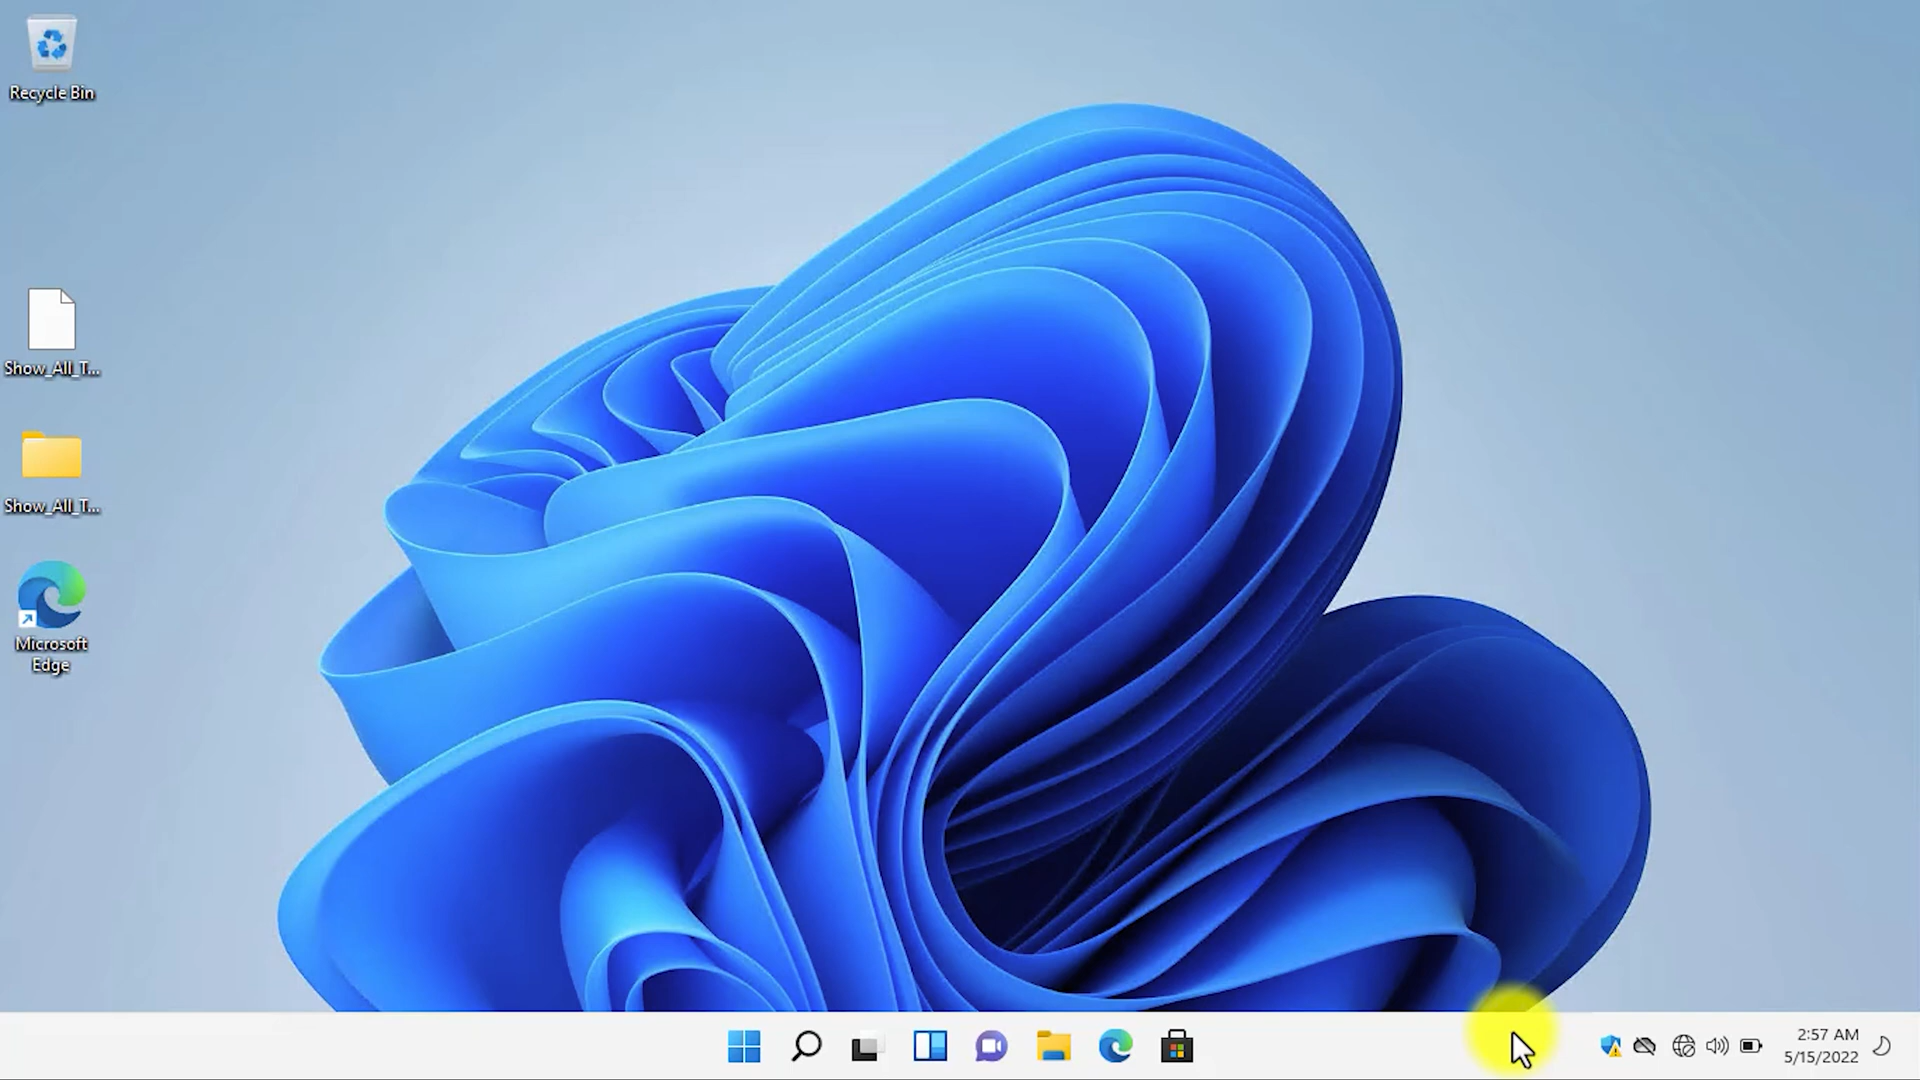 Recycle Bin
Show_All_T...
Show_All_T...
Microsoft
Edge
2:57 AM
5/15/2022